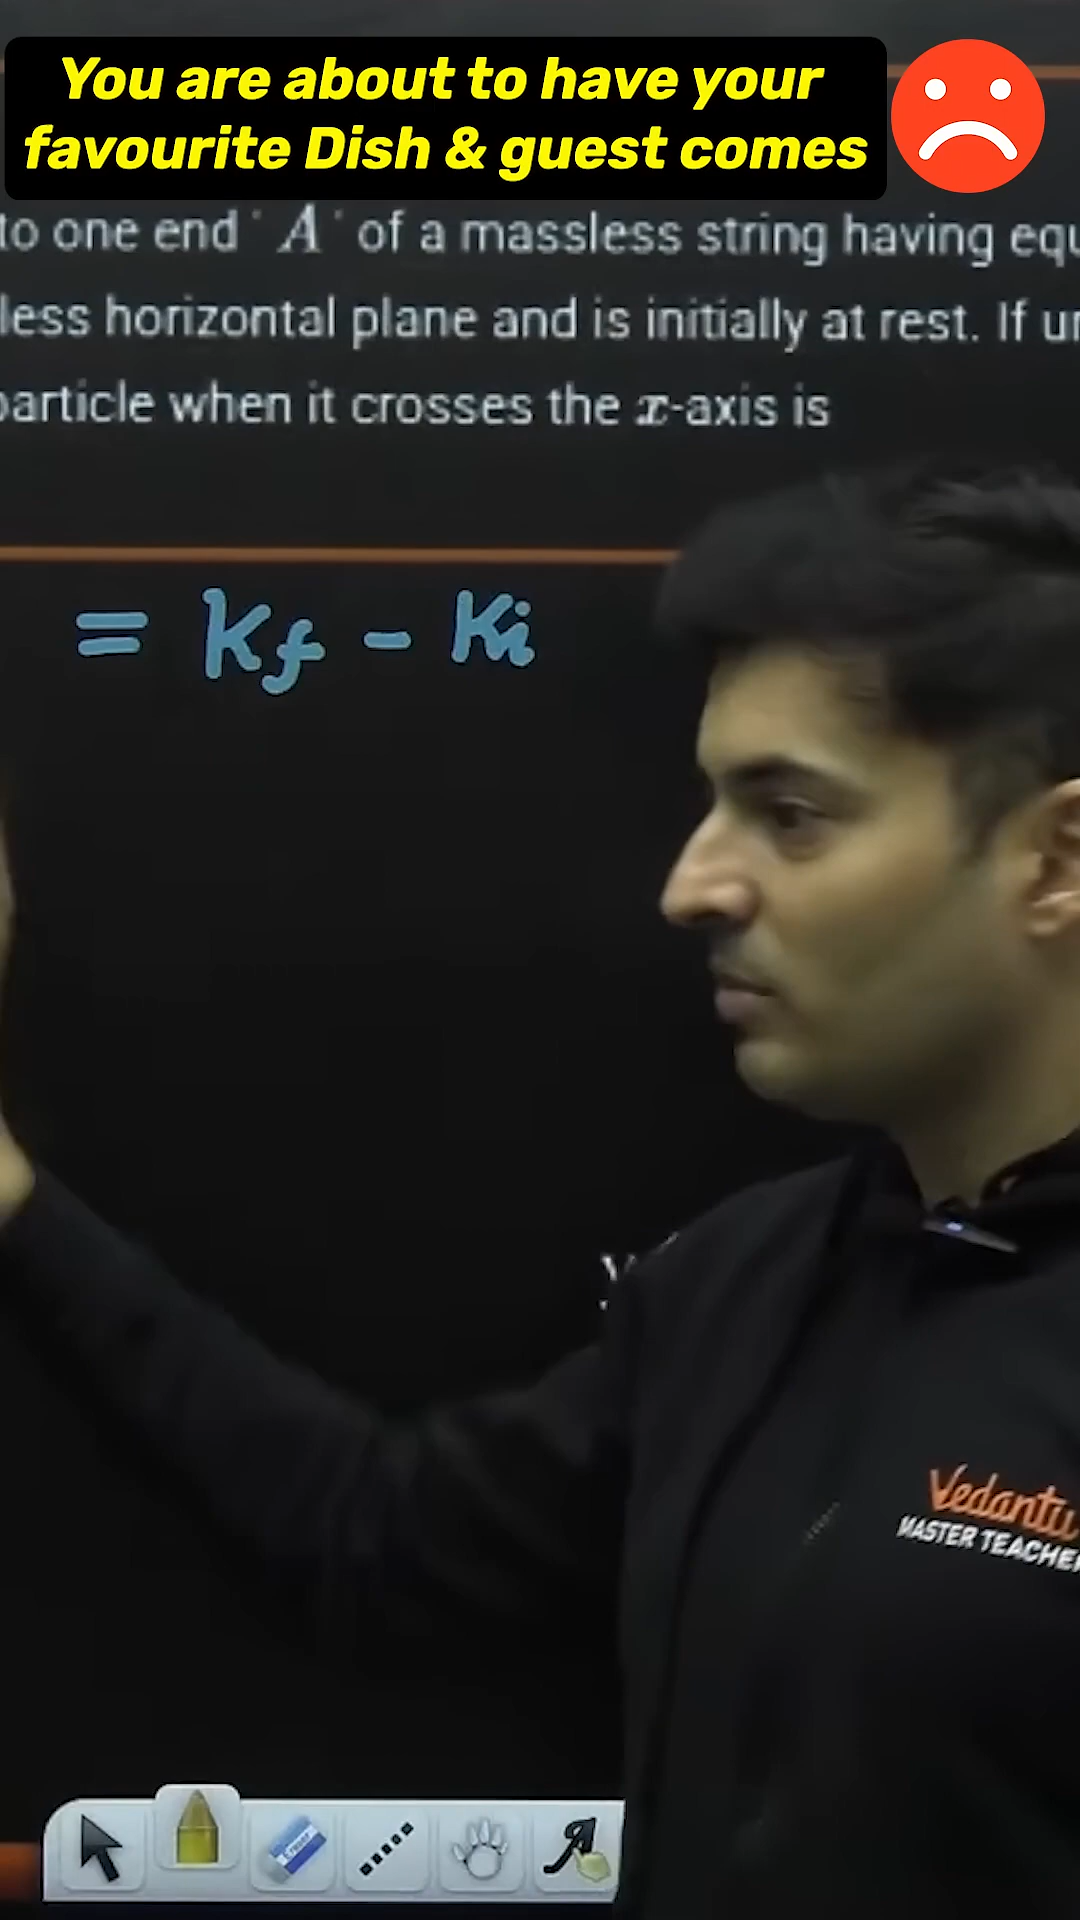 You are about to have your
favourite Dish & guest comes
to one end 'A' of a massless string having equ
less horizontal plane and is initially at rest. If un
particle when it crosses the x-axis is
= Kf - Ki
Vedantu
MASTER TEACHER